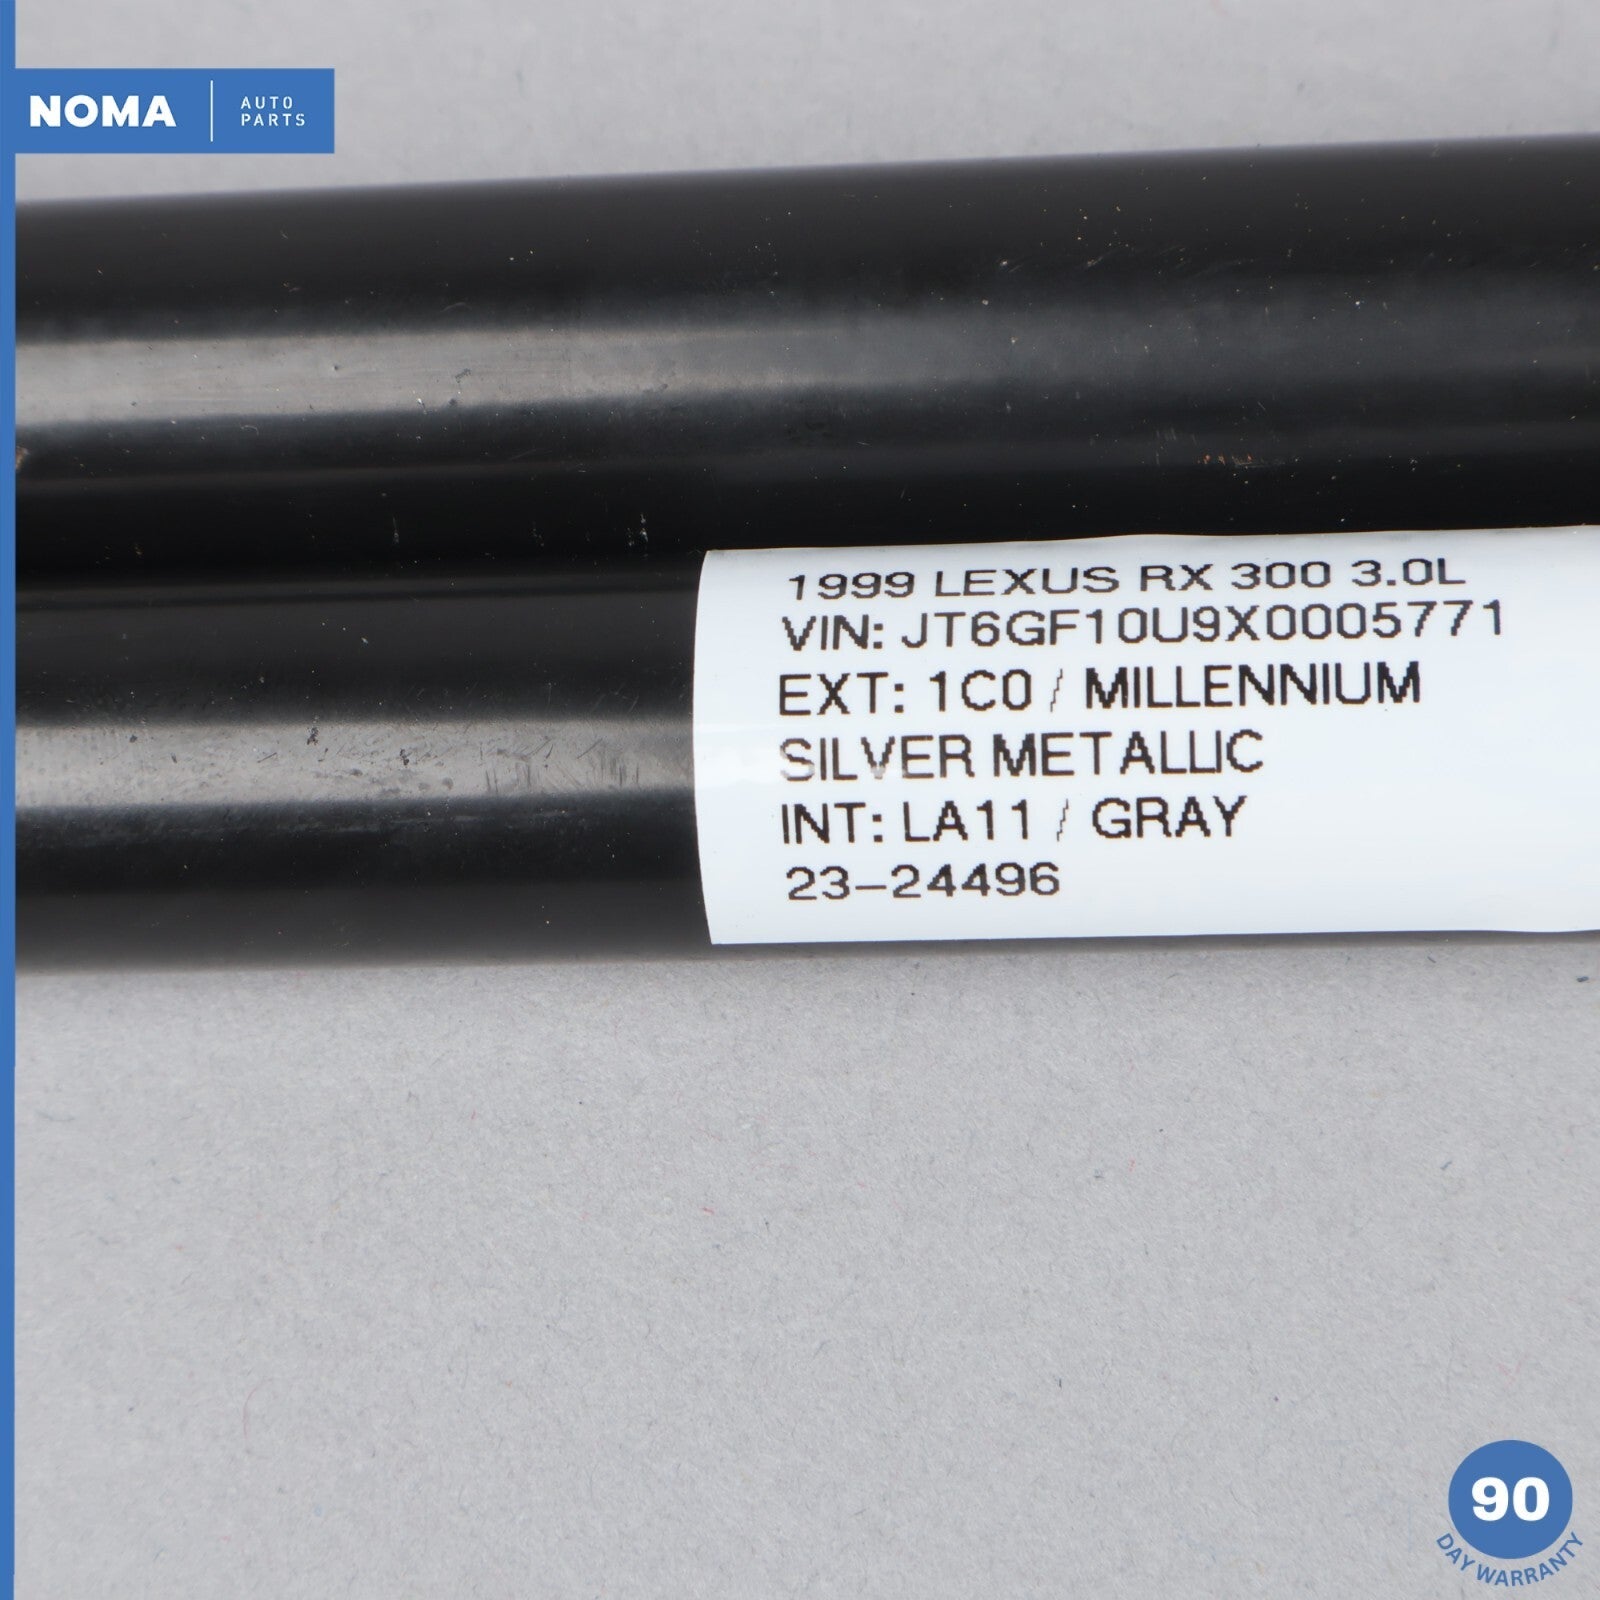 NOMA
AUTO
PARTS
1999 LEXUS RX 300 3.0L
VIN: JT6GF10U9X0005771
EXT: 1C0 / MILLENNIUM
SILVER METALLIC
INT: LA11 / GRAY
23-24496
90
DAY WARRANTY